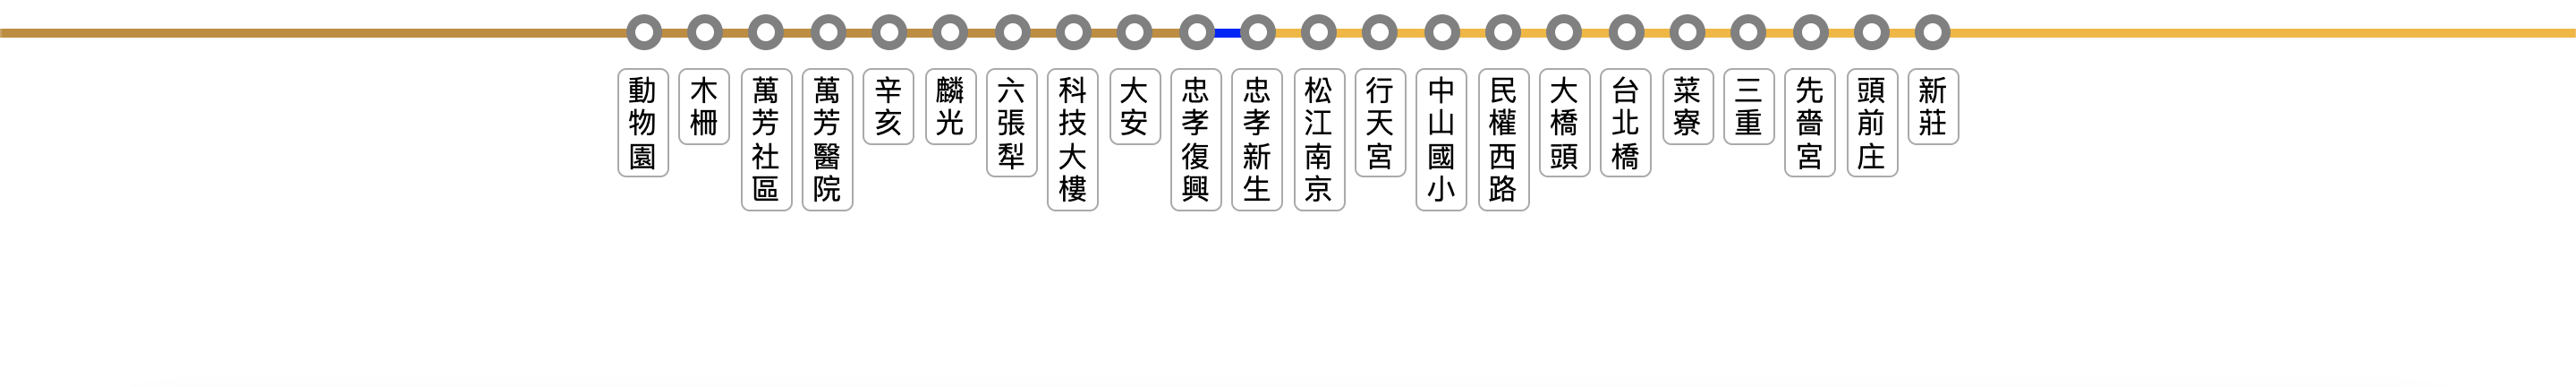 動物園
木柵
萬芳社區
萬芳醫院
辛亥
麟光
六張犁
科技大樓
大安
忠孝復興
忠孝新生
松江南京
行天宮
中山國小
民權西路
大橋頭
台北橋
菜寮
三重
先嗇宮
頭前庄
新莊